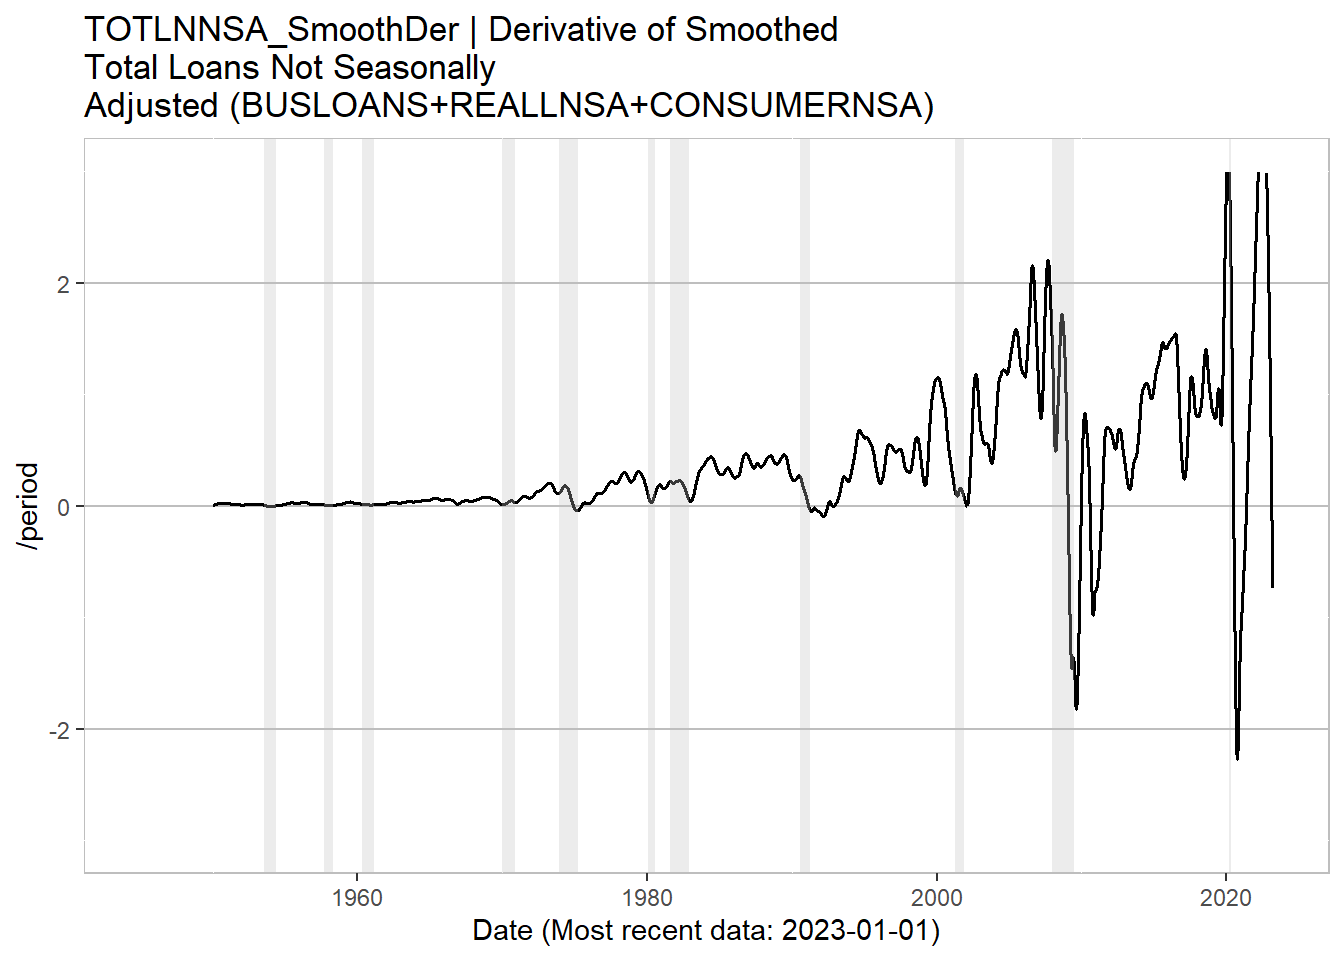 TOTLNNSA_SmoothDer | Derivative of Smoothed
Total Loans Not Seasonally
Adjusted (BUSLOANS+REALLNSA+CONSUMERNSA)
/period
2
0
-2
1960
1980
2000
2020
Date (Most recent data: 2023-01-01)